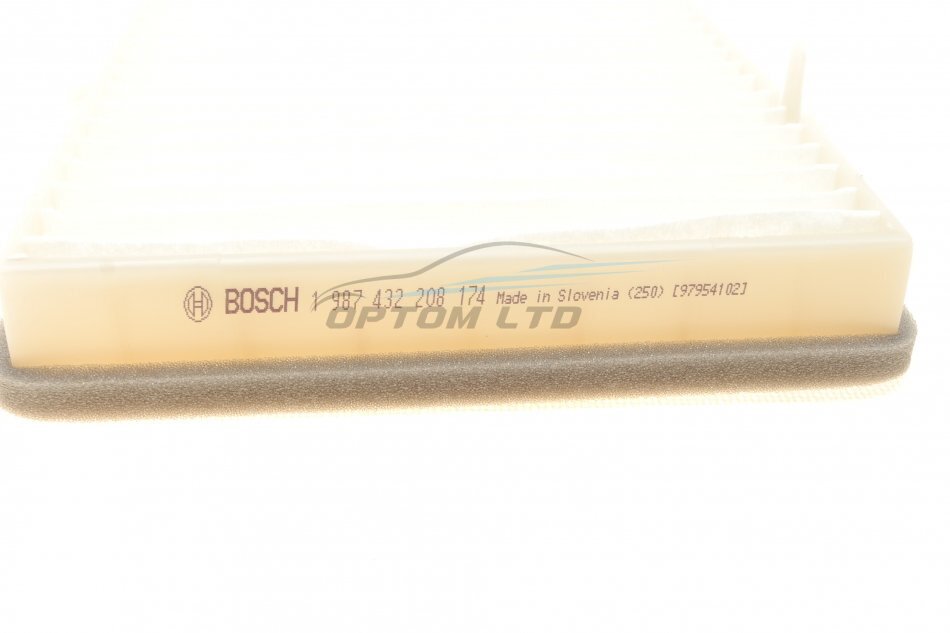 BOSCH 1 987 432 208 174 Made in Slovenia (250) [97954102]
OPTOM LTD